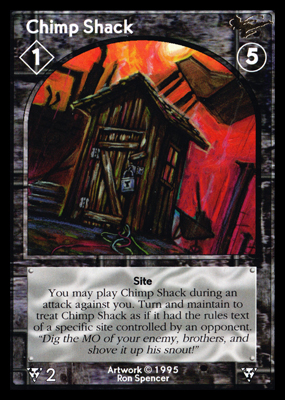 Chimp Shack
1
5
Site
You may play Chimp Shack during an
attack against you. Turn and maintain to
treat Chimp Shack as if it had the rules text
of a specific site controlled by an opponent.
"Dig the MO of your enemy, brothers, and
shove it up his snout!"
2
Artwork © 1995
Ron Spencer